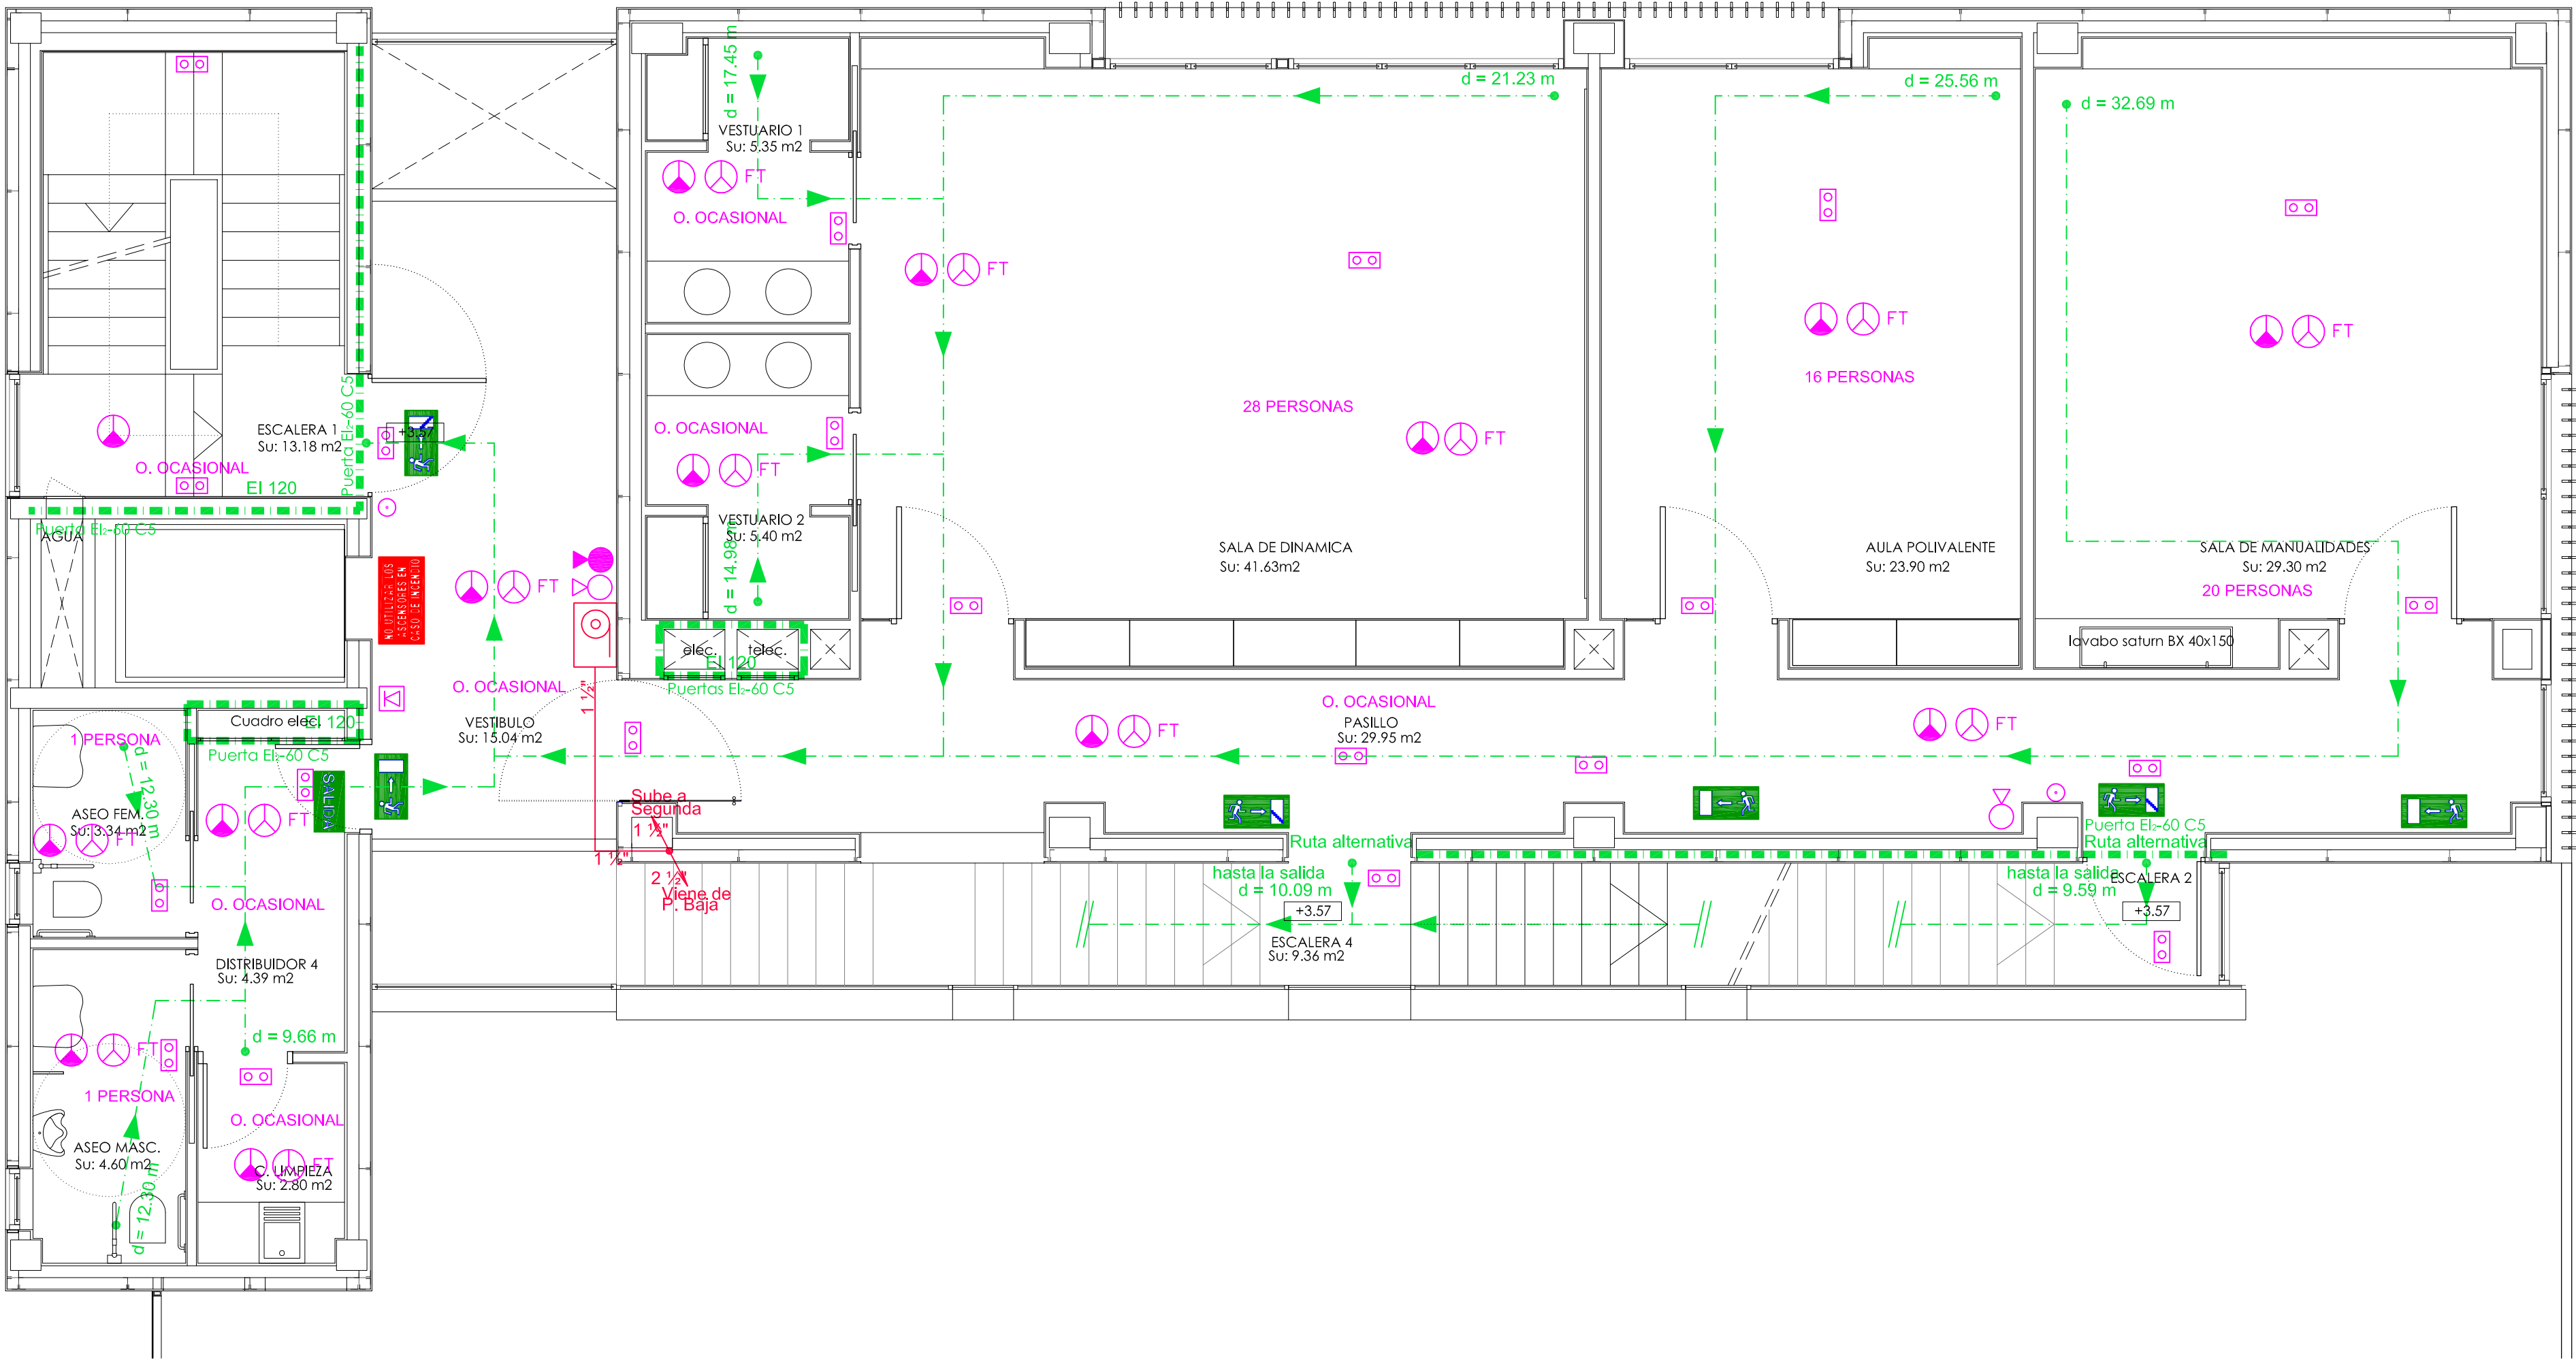 d = 17.45 m
VESTUARIO 1
Su: 5.35 m2
FT
O. OCASIONAL
d = 21.23 m
d = 25.56 m
d = 32.69 m
FT
FT
FT
28 PERSONAS
16 PERSONAS
FT
ESCALERA 1
Su: 13.18 m2
O. OCASIONAL
EI 120
Puerta EI2-60 C5
+3.57
Puerta EI2-60 C5
AGUA
O. OCASIONAL
FT
VESTUARIO 2
Su: 5.40 m2
d = 14.98 m
SALA DE DINAMICA
Su: 41.63m2
AULA POLIVALENTE
Su: 23.90 m2
SALA DE MANUALIDADES
Su: 29.30 m2
20 PERSONAS
lavabo saturn BX 40x150
NO UTILIZAR LOS
ASCENSORES EN
CASO DE INCENDIO
FT
elec.
telec.
EI 120
Puertas EI2-60 C5
O. OCASIONAL
VESTIBULO
Su: 15.04 m2
1 ½"
O. OCASIONAL
PASILLO
Su: 29.95 m2
FT
FT
Cuadro elec.
EI 120
Puerta EI2-60 C5
1 PERSONA
d = 12.30 m
ASEO FEM.
Su: 3.34 m2
FT
FT
SALIDA
Sube a
Segunda
1 ½"
1 ½"
2 ½"
Viene de
P. Baja
Ruta alternativa
hasta la salida
d = 10.09 m
+3.57
ESCALERA 4
Su: 9.36 m2
Puerta EI2-60 C5
Ruta alternativa
hasta la salida
d = 9.59 m
ESCALERA 2
+3.57
O. OCASIONAL
DISTRIBUIDOR 4
Su: 4.39 m2
d = 9.66 m
FT
1 PERSONA
ASEO MASC.
Su: 4.60 m2
d = 12.30 m
O. OCASIONAL
FT
C. LIMPIEZA
Su: 2.80 m2